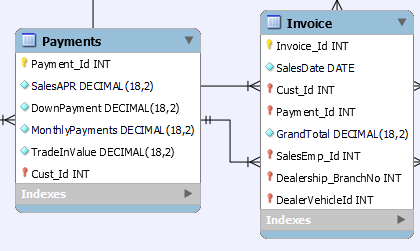 Payments
Payment_Id INT
SalesAPR DECIMAL(18,2)
DownPayment DECIMAL(18,2)
MonthlyPayments DECIMAL(18,2)
TradeInValue DECIMAL(18,2)
Cust_Id INT
Indexes
Invoice
Invoice_Id INT
SalesDate DATE
Cust_Id INT
Payment_Id INT
GrandTotal DECIMAL(18,2)
SalesEmp_Id INT
Dealership_BranchNo INT
DealerVehicleId INT
Indexes